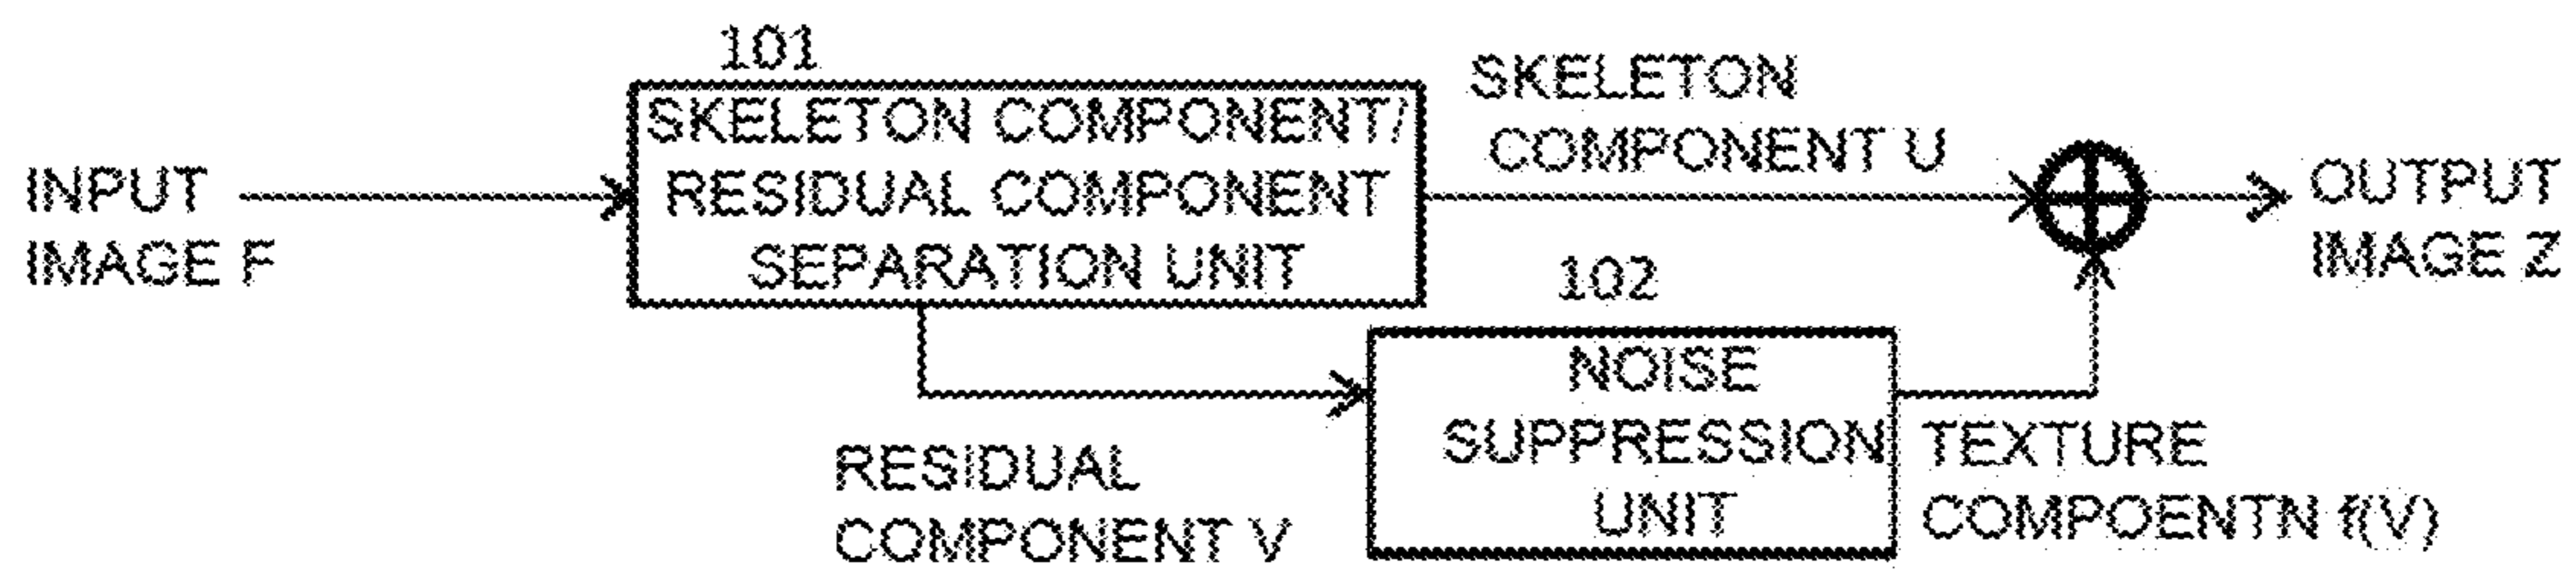 INPUT
IMAGE F
101
SKELETON COMPONENT/
RESIDUAL COMPONENT
SEPARATION UNIT
SKELETON
COMPONENT U
OUTPUT
IMAGE Z
RESIDUAL
COMPONENT V
102
NOISE
SUPPRESSION
UNIT
TEXTURE
COMPOENTN f(V)